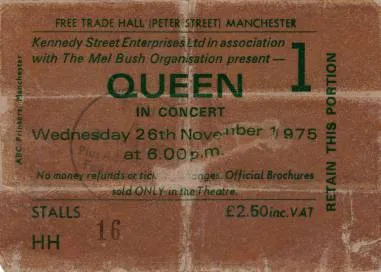 FREE TRADE HALL (PETER STREET) MANCHESTER
Kennedy Street Enterprises Ltd in association
with The Mel Bush Organisation present —
1
QUEEN
IN CONCERT
Wednesday 26th November 1975
at 6.00 p.m.
No money refunds or exchanges. Official Brochures
sold ONLY in the Theatre.
STALLS
£2.50 inc. VAT
HH
16
RETAIN THIS PORTION
ABC Printers Manchester